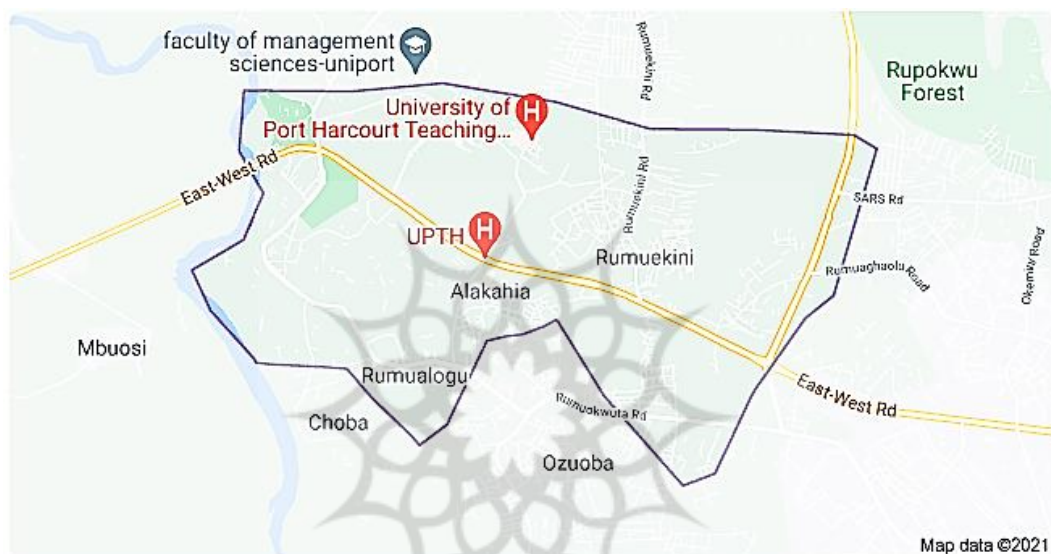 faculty of management
sciences-uniport
Rumuekini Rd
Rupokwu
Forest
University of
Port Harcourt Teaching...
East-West Rd
Rumuekini Rd
SARS Rd
UPTH
Rumuekini
Rumuaghaolu Road
Alakahia
Mbuosi
Rumualogu
East-West Rd
Rumuokwuta Rd
Choba
Ozuoba
Map data ©2021